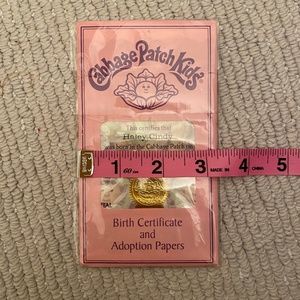 Cabbage Patch Kids
This certifies that
Haley Cindy
was born in the Cabbage Patch
1 60 2 3 MADE IN 4 5
Birth Certificate
and
Adoption Papers